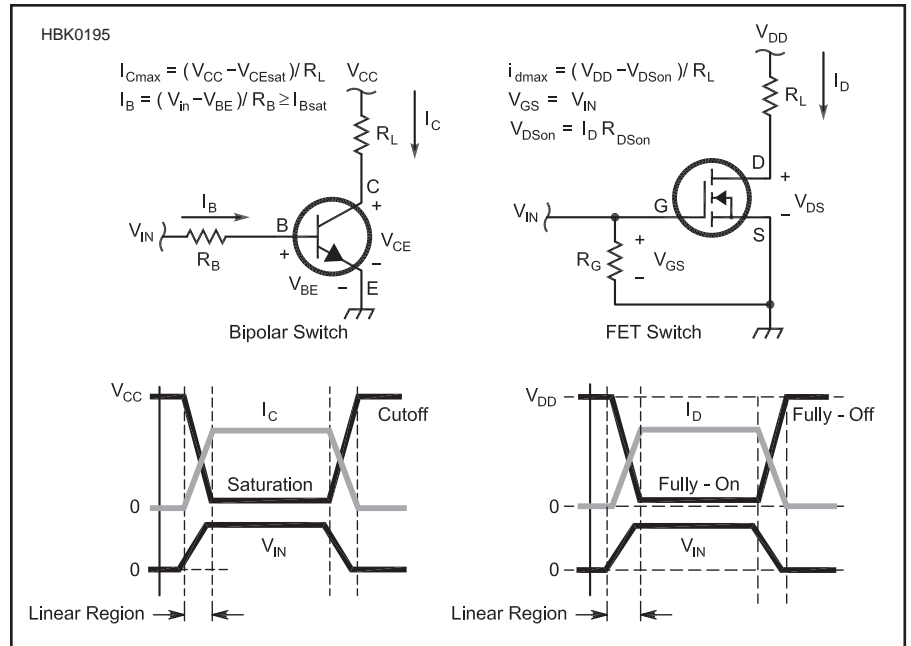 HBK0195
I_Cmax = (V_CC – V_CEsat) / R_L
I_B = (V_in – V_BE) / R_B ≥ I_Bsat
V_CC
R_L
I_C
C
+
I_B
V_IN
R_B
B
+
V_CE
V_BE
–
–
E
Bipolar Switch
i_dmax = (V_DD – V_DSon) / R_L
V_GS = V_IN
V_DSon = I_D R_DSon
V_DD
R_L
I_D
D
+
V_IN
G
V_DS
–
S
R_G
+
V_GS
–
FET Switch
V_CC
I_C
Cutoff
Saturation
0
V_IN
0
Linear Region
V_DD
I_D
Fully - Off
Fully - On
0
V_IN
0
Linear Region